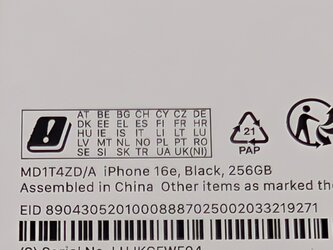 AT BE BG CH CY CZ DE
DK EE EL ES FI FR HR
HU IE IS IT LI LT LU
LV MT NL NO PL PT RO
SE SI SK TR UA UK(NI)
21
PAP
MD1T4ZD/A iPhone 16e, Black, 256GB
Assembled in China Other items as marked the
EID 89043052010008887025002033219271